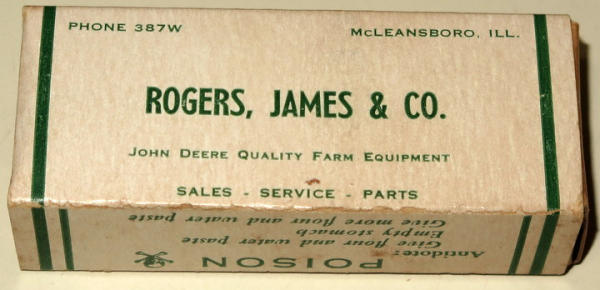 PHONE 387W McLEANSBORO, ILL.
ROGERS, JAMES & CO.
JOHN DEERE QUALITY FARM EQUIPMENT
SALES - SERVICE - PARTS
POISON
Antidote:
Give flour and water paste
Empty stomach
Give more flour and water paste